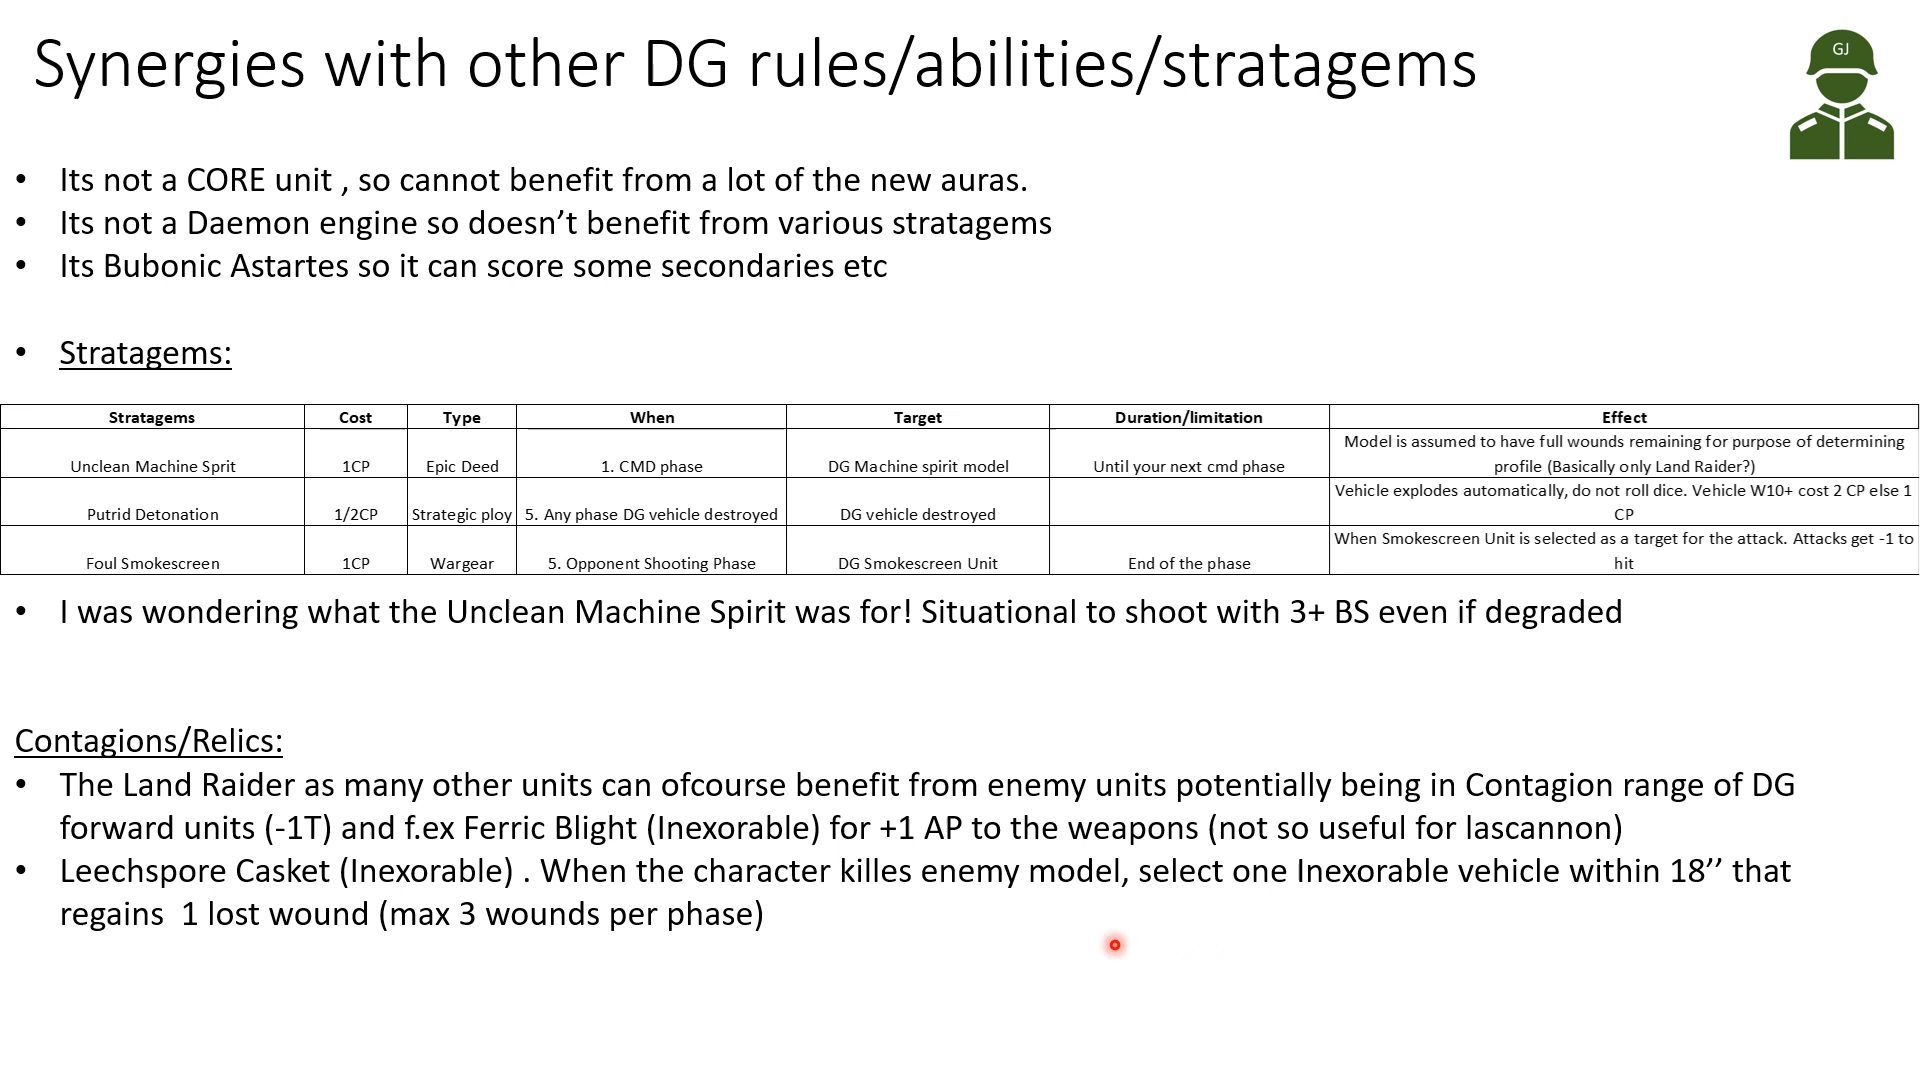 Synergies with other DG rules/abilities/stratagems
GJ
• Its not a CORE unit , so cannot benefit from a lot of the new auras.
• Its not a Daemon engine so doesn’t benefit from various stratagems
• Its Bubonic Astartes so it can score some secondaries etc
• Stratagems:
Stratagems Cost Type When Target Duration/limitation Effect
Model is assumed to have full wounds remaining for purpose of determining
Unclean Machine Sprit 1CP Epic Deed 1. CMD phase DG Machine spirit model Until your next cmd phase profile (Basically only Land Raider?)
Vehicle explodes automatically, do not roll dice. Vehicle W10+ cost 2 CP else 1
Putrid Detonation 1/2CP Strategic ploy 5. Any phase DG vehicle destroyed DG vehicle destroyed CP
When Smokescreen Unit is selected as a target for the attack. Attacks get -1 to
Foul Smokescreen 1CP Wargear 5. Opponent Shooting Phase DG Smokescreen Unit End of the phase hit
• I was wondering what the Unclean Machine Spirit was for! Situational to shoot with 3+ BS even if degraded
Contagions/Relics:
• The Land Raider as many other units can ofcourse benefit from enemy units potentially being in Contagion range of DG
forward units (-1T) and f.ex Ferric Blight (Inexorable) for +1 AP to the weapons (not so useful for lascannon)
• Leechspore Casket (Inexorable) . When the character killes enemy model, select one Inexorable vehicle within 18’’ that
regains 1 lost wound (max 3 wounds per phase)